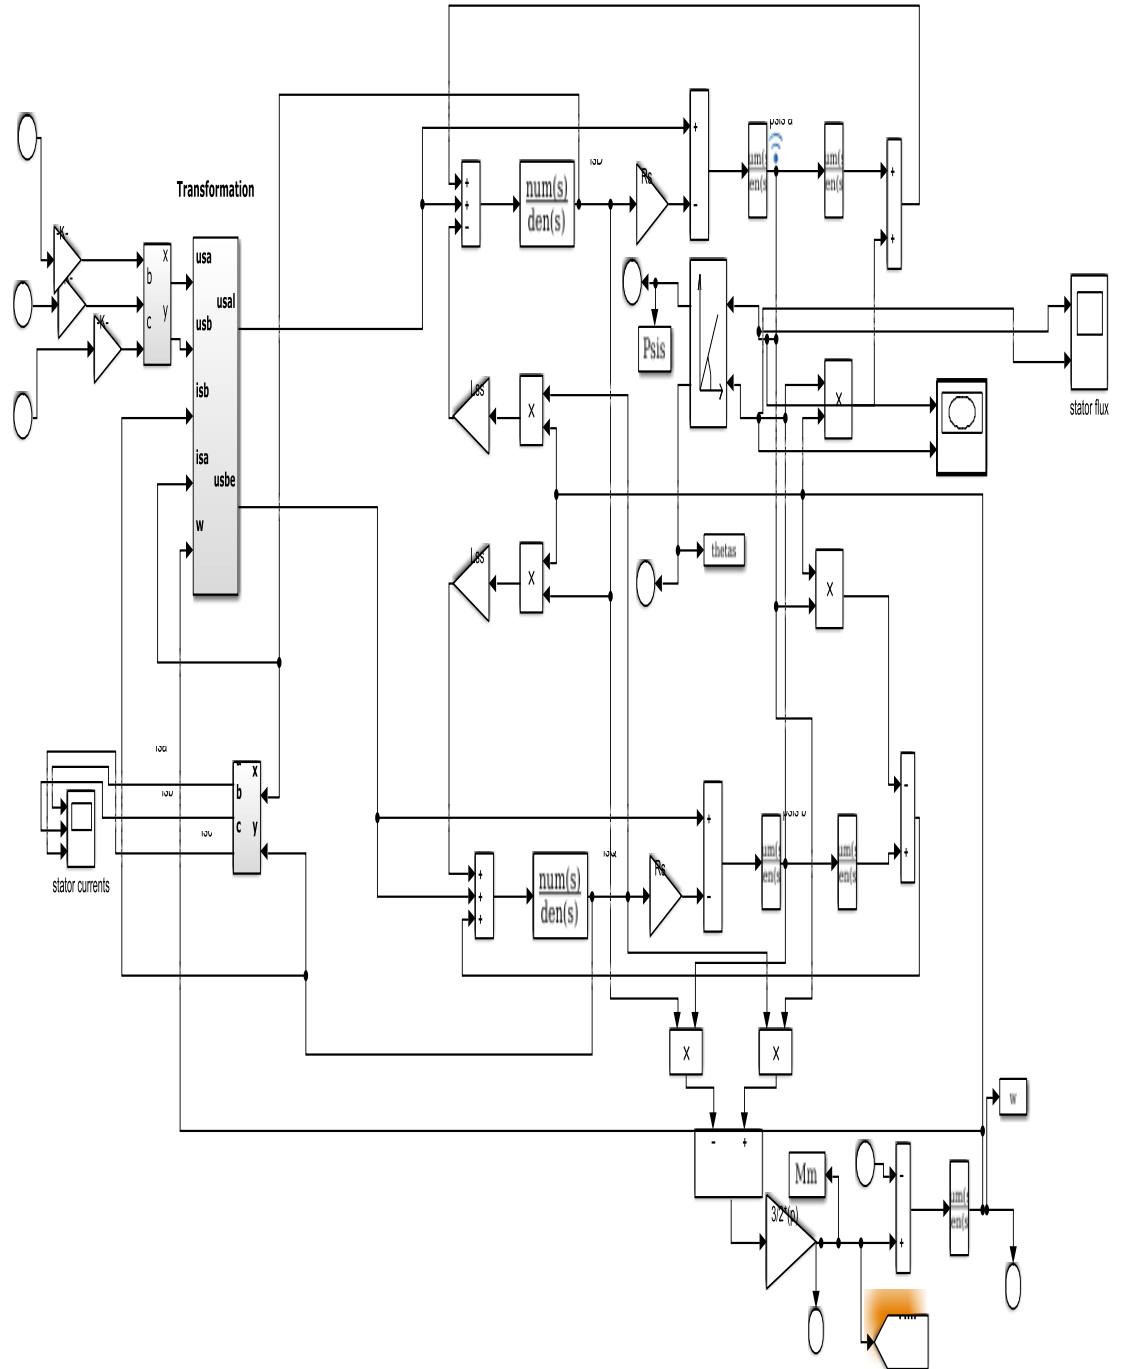 +
Transformation
+
+
-
num(s)
den(s)
Rs
-
+
+
-K-
x
b
y
c
usa
usal
usb
isb
isa
usbe
w
-K-
Psis
Lss
X
X
stator flux
thetas
Lss
X
X
x
b
c
y
stator currents
+
-
+
-
+
+
+
num(s)
den(s)
Rs
-
X
X
-
+
w
Mm
-
3/2*(p)
+